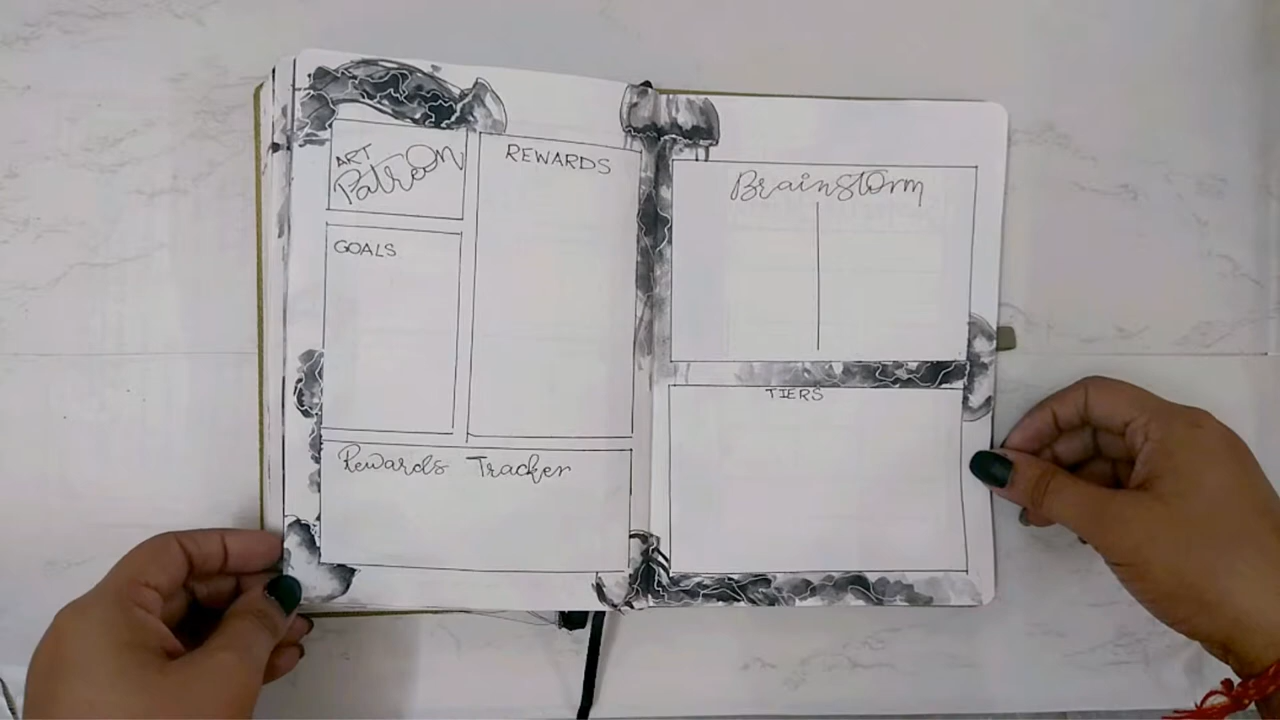 ART
Patreon
REWARDS
GOALS
Rewards Tracker
Brainstorm
TIERS